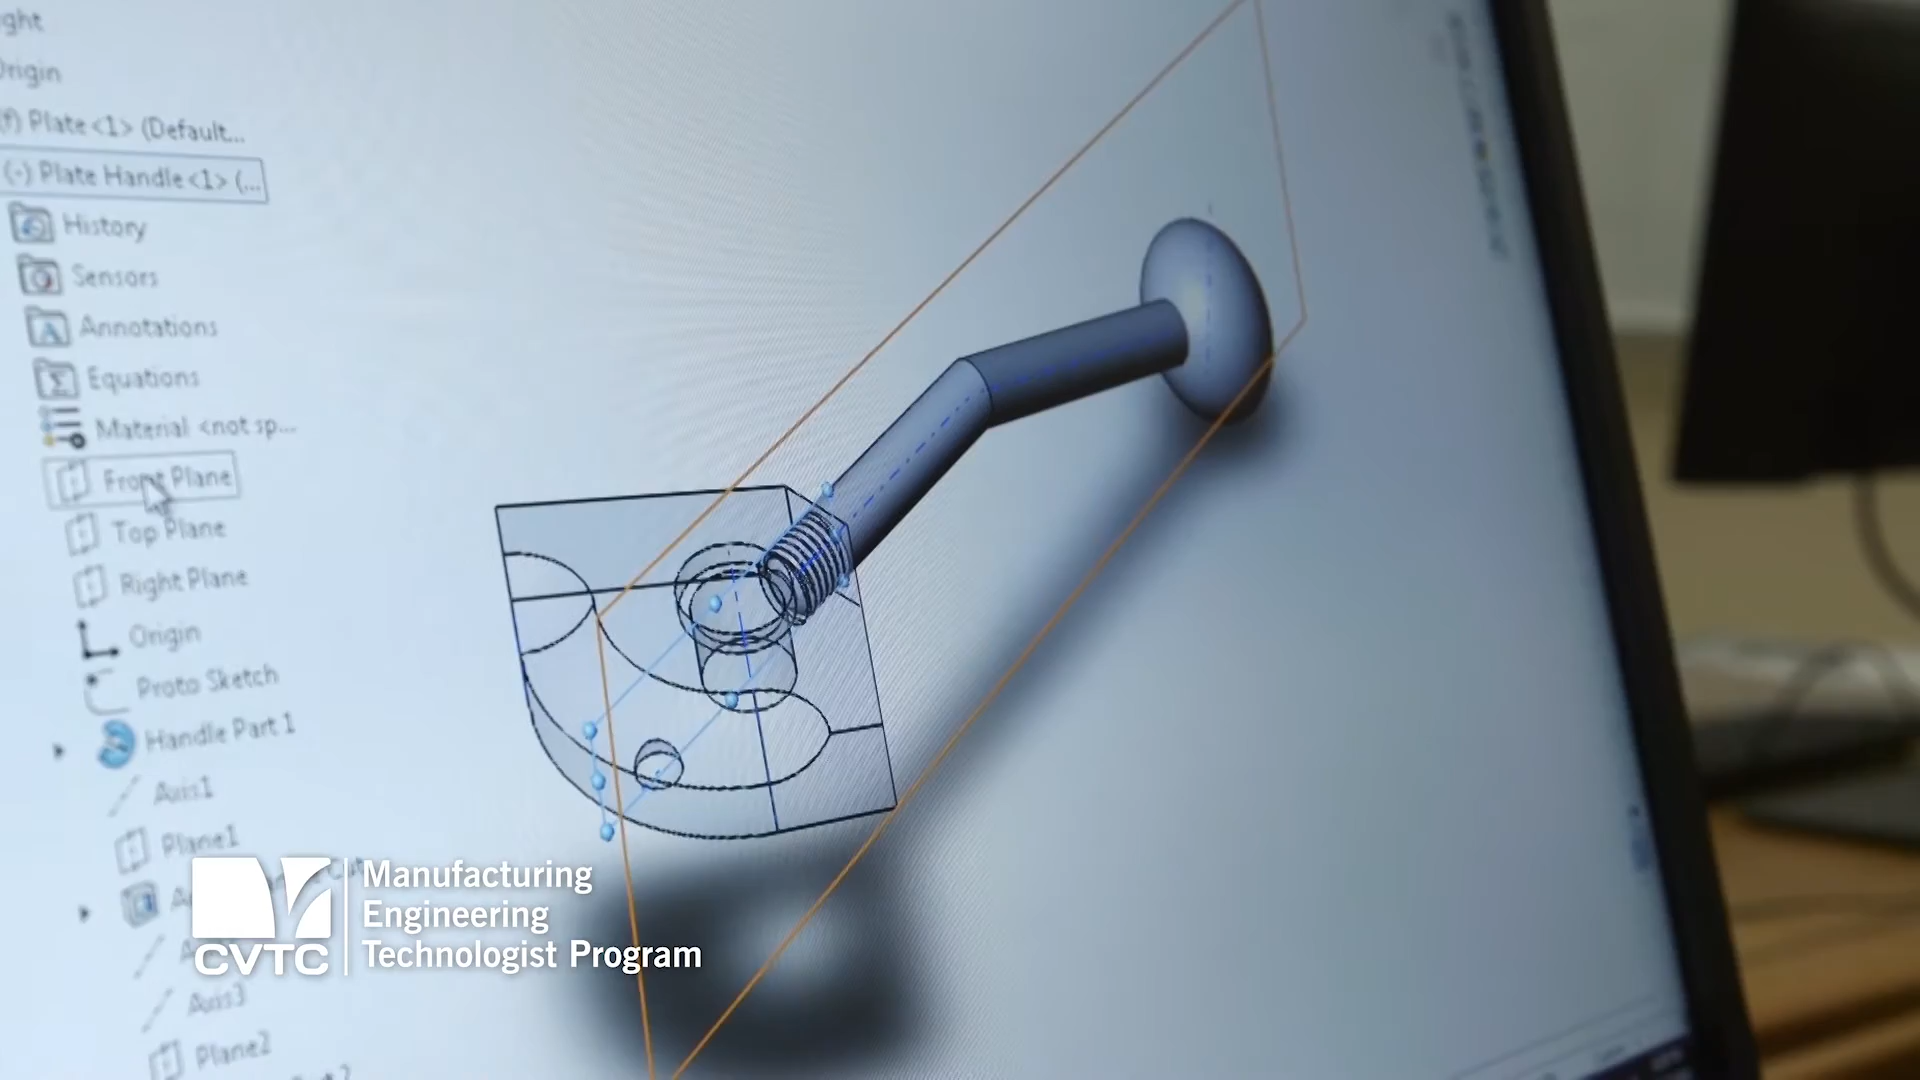 ght
Origin
(f) Plate<1> (Default...
(-) Plate Handle<1> (...
History
Sensors
Annotations
Equations
Material <not sp...
Front Plane
Top Plane
Right Plane
Origin
Proto Sketch
Handle Part 1
Axis1
Plane1
Axis3
Plane2
CVTC
Manufacturing
Engineering
Technologist Program